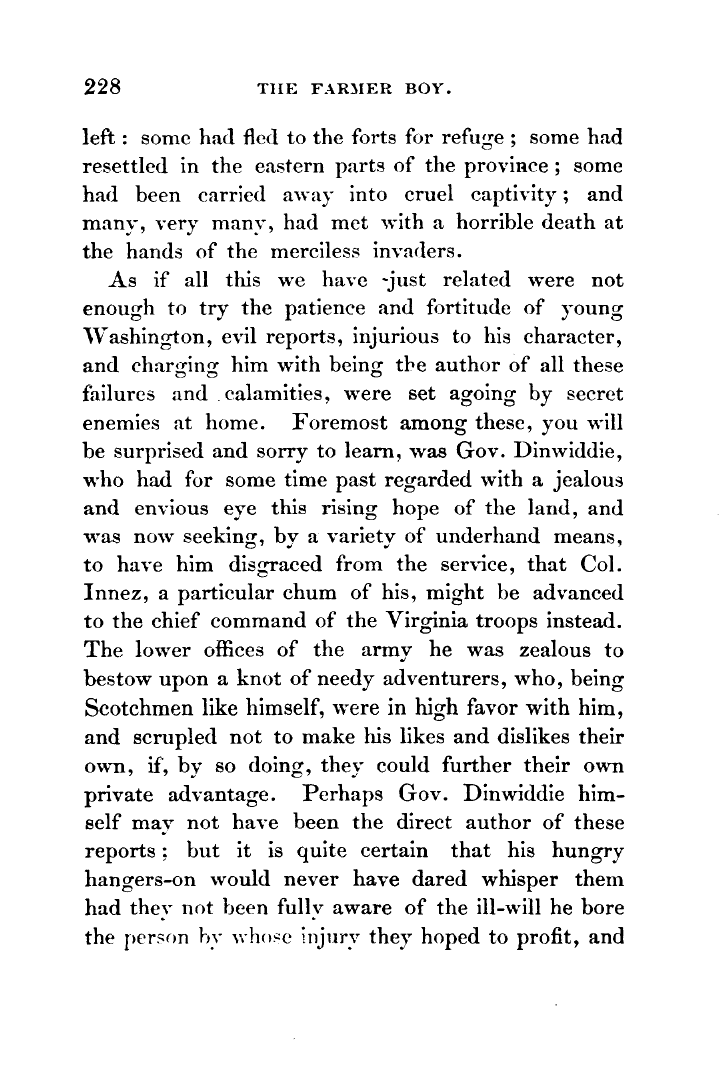 228 THE FARMER BOY.
left : some had fled to the forts for refuge ; some had
resettled in the eastern parts of the province ; some
had been carried away into cruel captivity ; and
many, very many, had met with a horrible death at
the hands of the merciless invaders.
As if all this we have -just related were not
enough to try the patience and fortitude of young
Washington, evil reports, injurious to his character,
and charging him with being the author of all these
failures and calamities, were set agoing by secret
enemies at home. Foremost among these, you will
be surprised and sorry to learn, was Gov. Dinwiddie,
who had for some time past regarded with a jealous
and envious eye this rising hope of the land, and
was now seeking, by a variety of underhand means,
to have him disgraced from the service, that Col.
Innez, a particular chum of his, might be advanced
to the chief command of the Virginia troops instead.
The lower offices of the army he was zealous to
bestow upon a knot of needy adventurers, who, being
Scotchmen like himself, were in high favor with him,
and scrupled not to make his likes and dislikes their
own, if, by so doing, they could further their own
private advantage. Perhaps Gov. Dinwiddie him-
self may not have been the direct author of these
reports ; but it is quite certain that his hungry
hangers-on would never have dared whisper them
had they not been fully aware of the ill-will he bore
the person by whose injury they hoped to profit, and